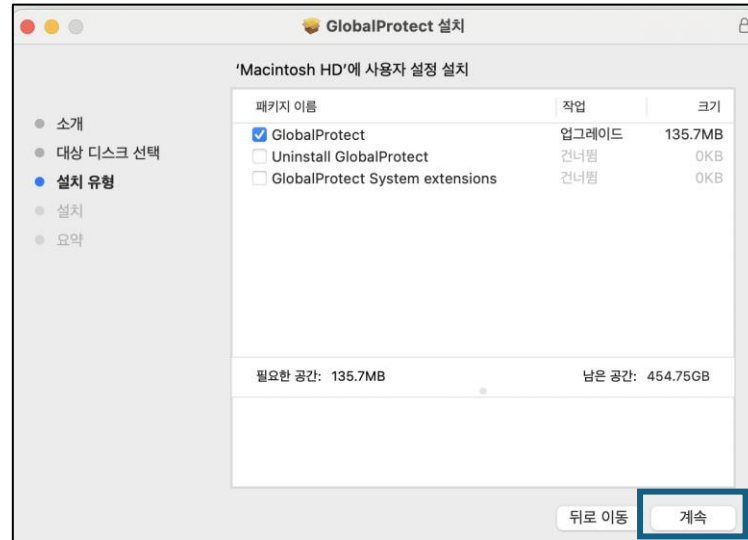 GlobalProtect 설치
'Macintosh HD'에 사용자 설정 설치
소개
대상 디스크 선택
설치 유형
설치
요약
패키지 이름 작업 크기
GlobalProtect 업그레이드 135.7MB
Uninstall GlobalProtect 건너뜀 0KB
GlobalProtect System extensions 건너뜀 0KB
필요한 공간: 135.7MB 남은 공간: 454.75GB
뒤로 이동 계속